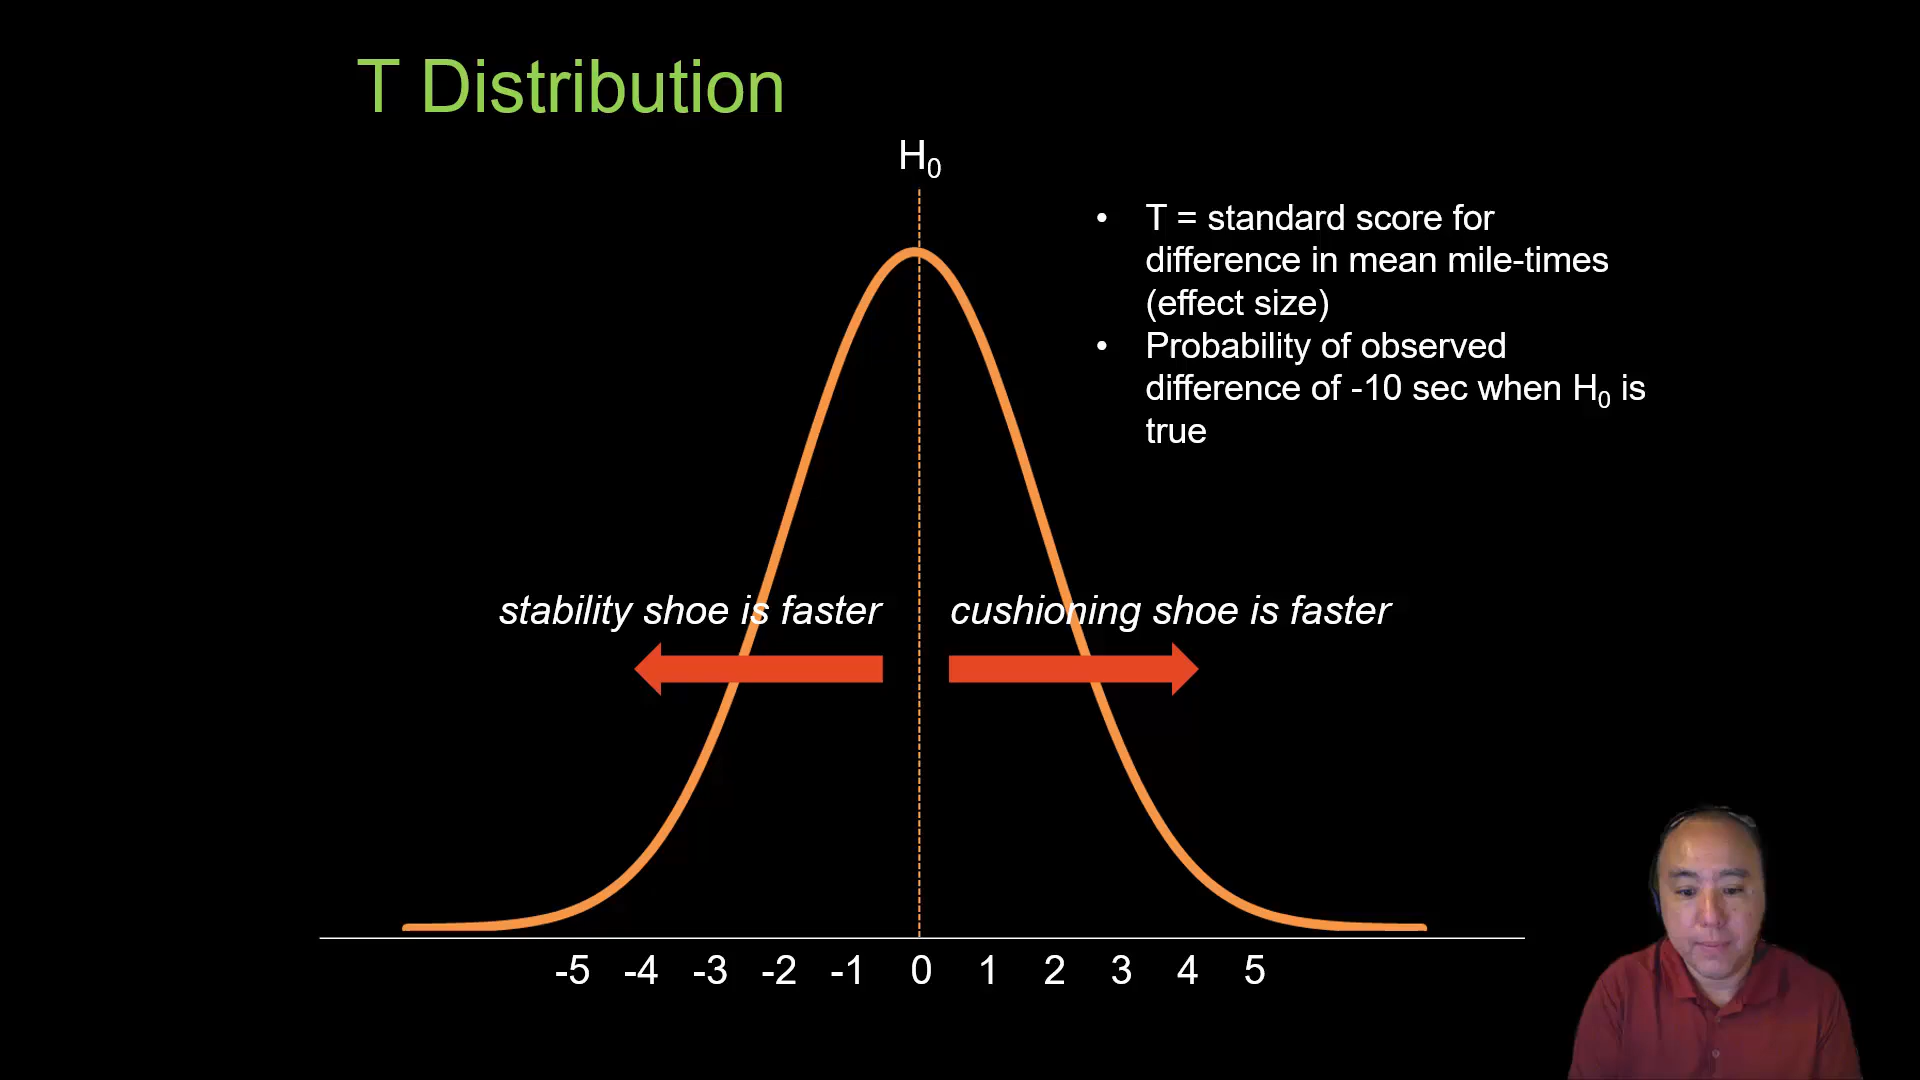 T Distribution
H₀
• T = standard score for
difference in mean mile-times
(effect size)
• Probability of observed
difference of -10 sec when H₀ is
true
stability shoe is faster
cushioning shoe is faster
-5 -4 -3 -2 -1 0 1 2 3 4 5